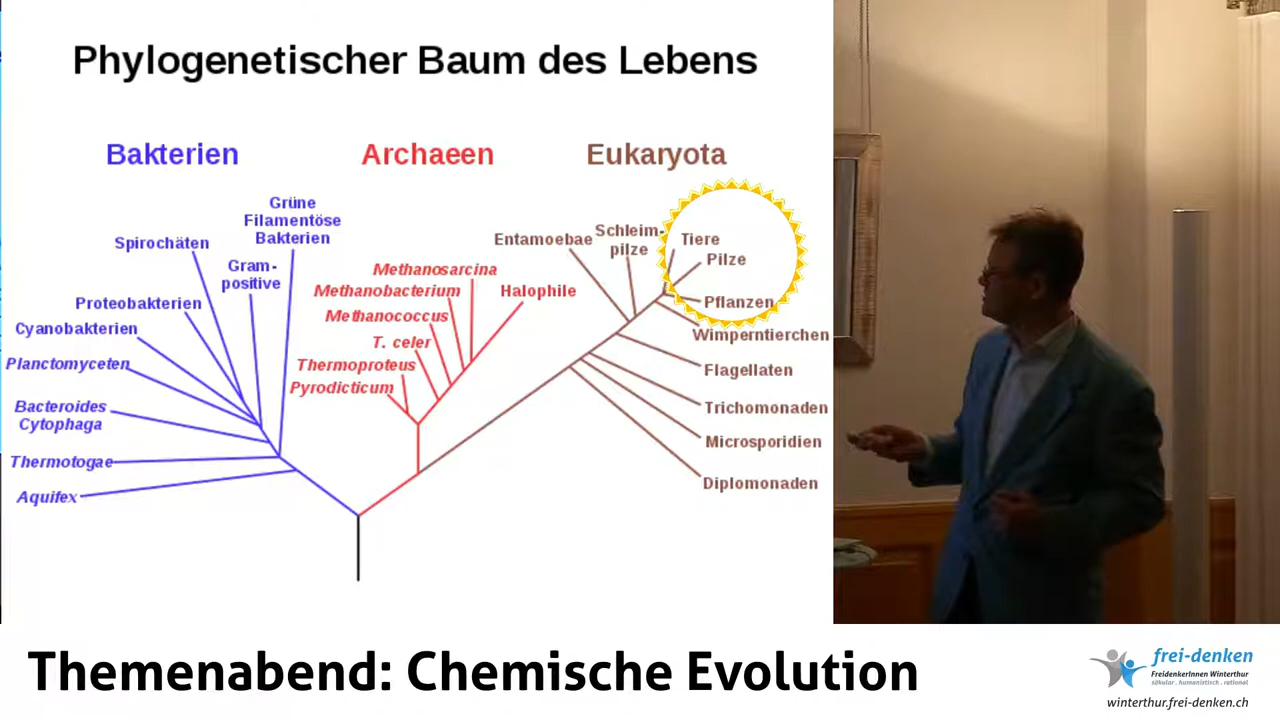 Phylogenetischer Baum des Lebens
Bakterien
Archaeen
Eukaryota
Grüne
Filamentöse
Bakterien
Spirochäten
Gram-
positive
Proteobakterien
Cyanobakterien
Planctomyceten
Bacteroides
Cytophaga
Thermotogae
Aquifex
Methanosarcina
Methanobacterium
Halophile
Methanococcus
T. celer
Thermoproteus
Pyrodicticum
Entamoebae
Schleim-
pilze
Tiere
Pilze
Pflanzen
Wimperntierchen
Flagellaten
Trichomonaden
Microsporidien
Diplomonaden
Themenabend: Chemische Evolution
frei-denken
FreidenkerInnen Winterthur
säkular . humanistisch . rational
winterthur.frei-denken.ch